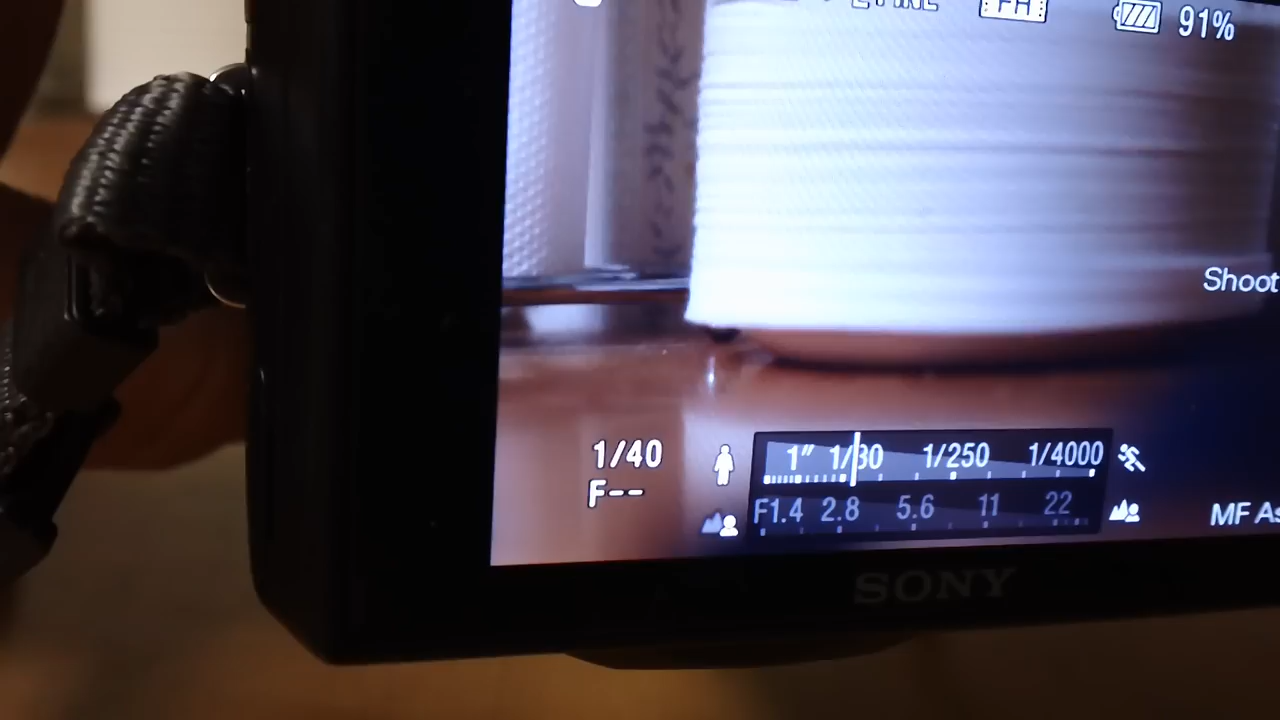 91%
Shoot
1/40
F--
1" 1/30 1/250 1/4000
F1.4 2.8 5.6 11 22
MF As
SONY